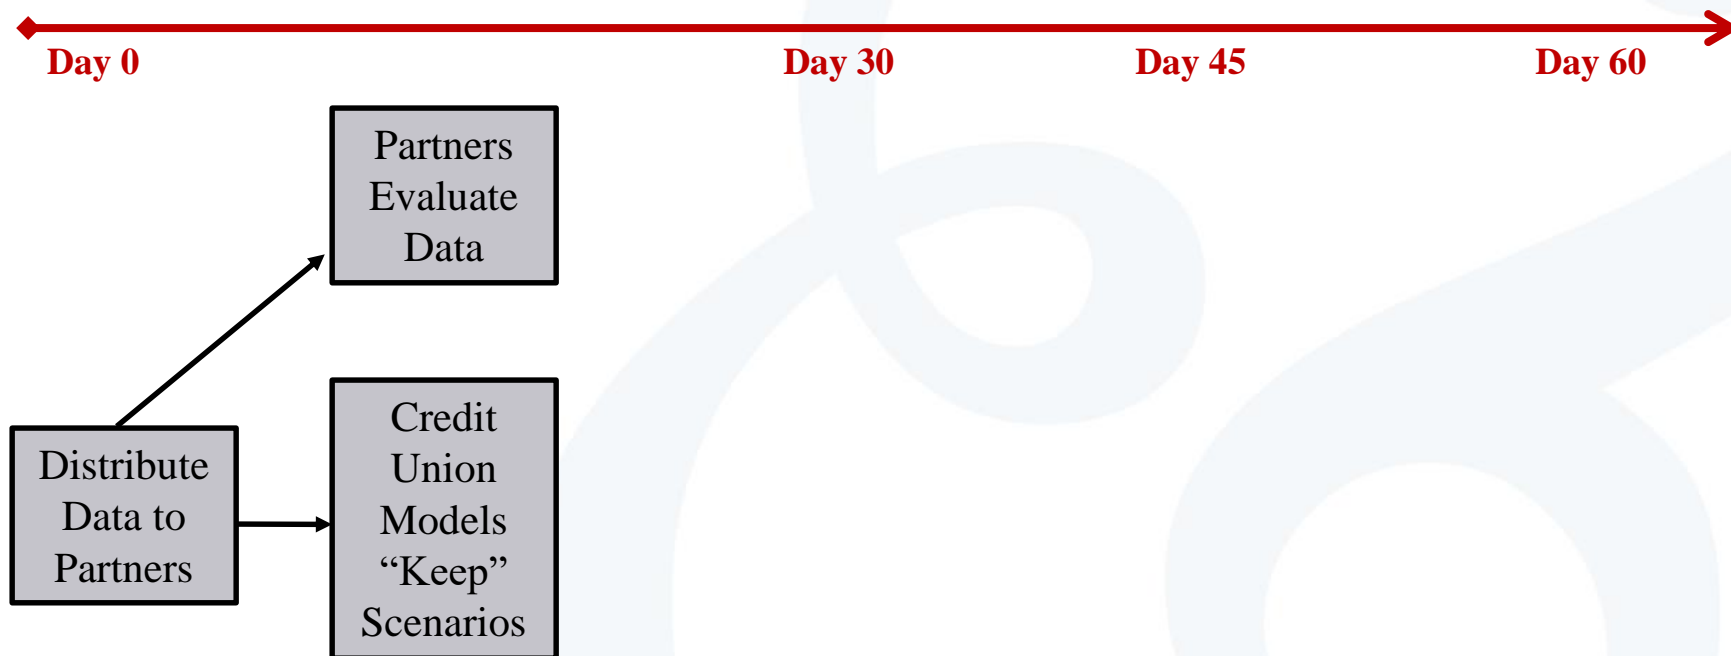 Day 0
Day 30
Day 45
Day 60
Partners
Evaluate
Data
Distribute
Data to
Partners
Credit
Union
Models
“Keep”
Scenarios